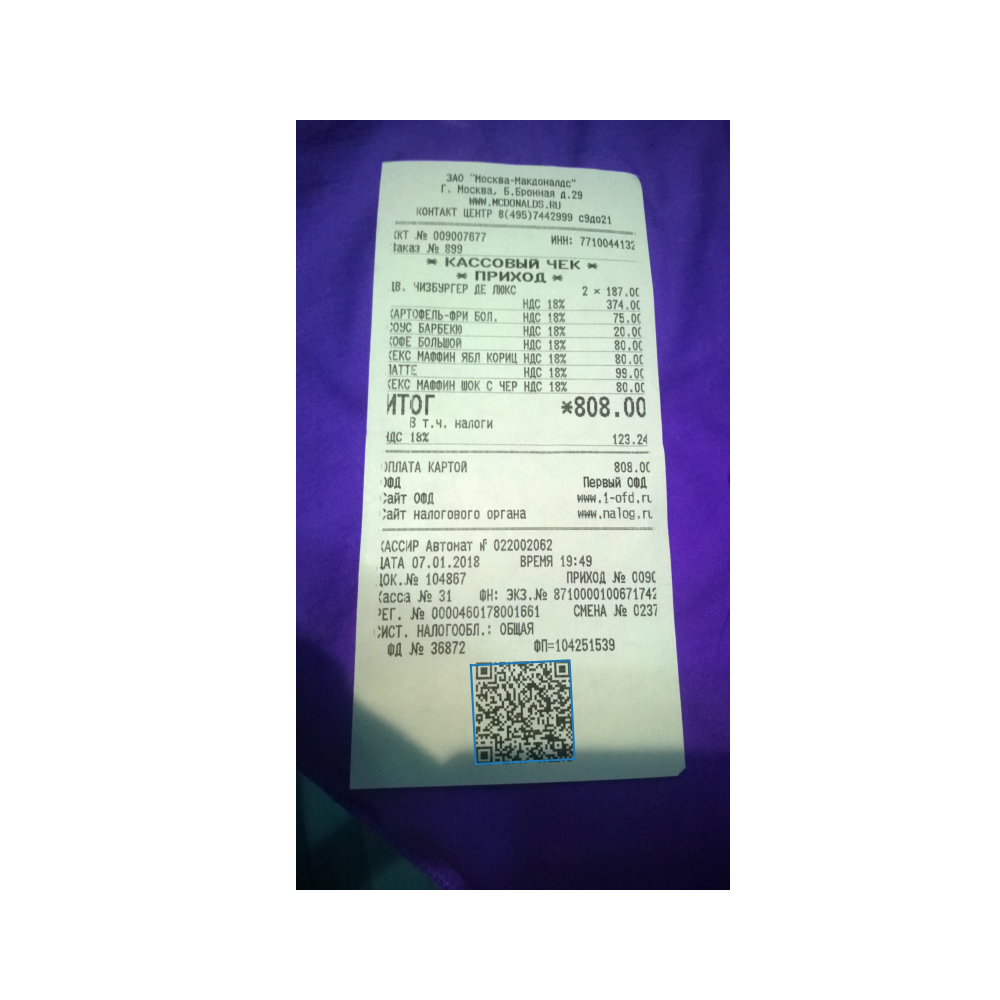 ЗАО "Москва-Макдоналдс"
Г. Москва, Б.Бронная д.29
WWW.MCDONALDS.RU
КОНТАКТ ЦЕНТР 8(495)7442999 с9до21
ККТ № 009007677 ИНН: 7710044132
Заказ № 899
* КАССОВЫЙ ЧЕК *
* ПРИХОД *
ДВ. ЧИЗБУРГЕР ДЕ ЛЮКС 2 × 187.00
НДС 18% 374.00
КАРТОФЕЛЬ-ФРИ БОЛ. НДС 18% 75.00
СОУС БАРБЕКЮ НДС 18% 20.00
КОФЕ БОЛЬШОЙ НДС 18% 80.00
КЕКС МАФФИН ЯБЛ КОРИЦ НДС 18% 80.00
ЛАТТЕ НДС 18% 99.00
КЕКС МАФФИН ШОК С ЧЕР НДС 18% 80.00
ИТОГ *808.00
В т.ч. налоги
НДС 18% 123.24
ОПЛАТА КАРТОЙ 808.00
ОФД Первый ОФД
Сайт ОФД www.1-ofd.ru
Сайт налогового органа www.nalog.ru
КАССИР Автомат № 022002062
ДАТА 07.01.2018 ВРЕМЯ 19:49
ДОК.№ 104867 ПРИХОД № 0090
Касса № 31 ФН: ЭКЗ.№ 8710000100671742
РЕГ. № 0000460178001661 СМЕНА № 0237
СИСТ. НАЛОГООБЛ.: ОБЩАЯ
ФД № 36872 ФП=104251539